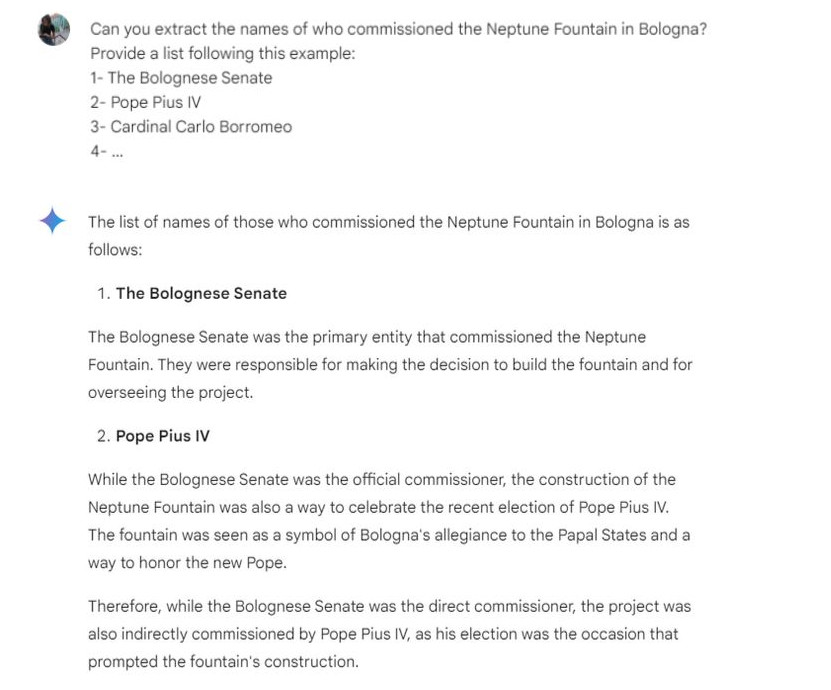 Can you extract the names of who commissioned the Neptune Fountain in Bologna?
Provide a list following this example:
1- The Bolognese Senate
2- Pope Pius IV
3- Cardinal Carlo Borromeo
4- ...
The list of names of those who commissioned the Neptune Fountain in Bologna is as
follows:
1. The Bolognese Senate
The Bolognese Senate was the primary entity that commissioned the Neptune
Fountain. They were responsible for making the decision to build the fountain and for
overseeing the project.
2. Pope Pius IV
While the Bolognese Senate was the official commissioner, the construction of the
Neptune Fountain was also a way to celebrate the recent election of Pope Pius IV.
The fountain was seen as a symbol of Bologna's allegiance to the Papal States and a
way to honor the new Pope.
Therefore, while the Bolognese Senate was the direct commissioner, the project was
also indirectly commissioned by Pope Pius IV, as his election was the occasion that
prompted the fountain's construction.